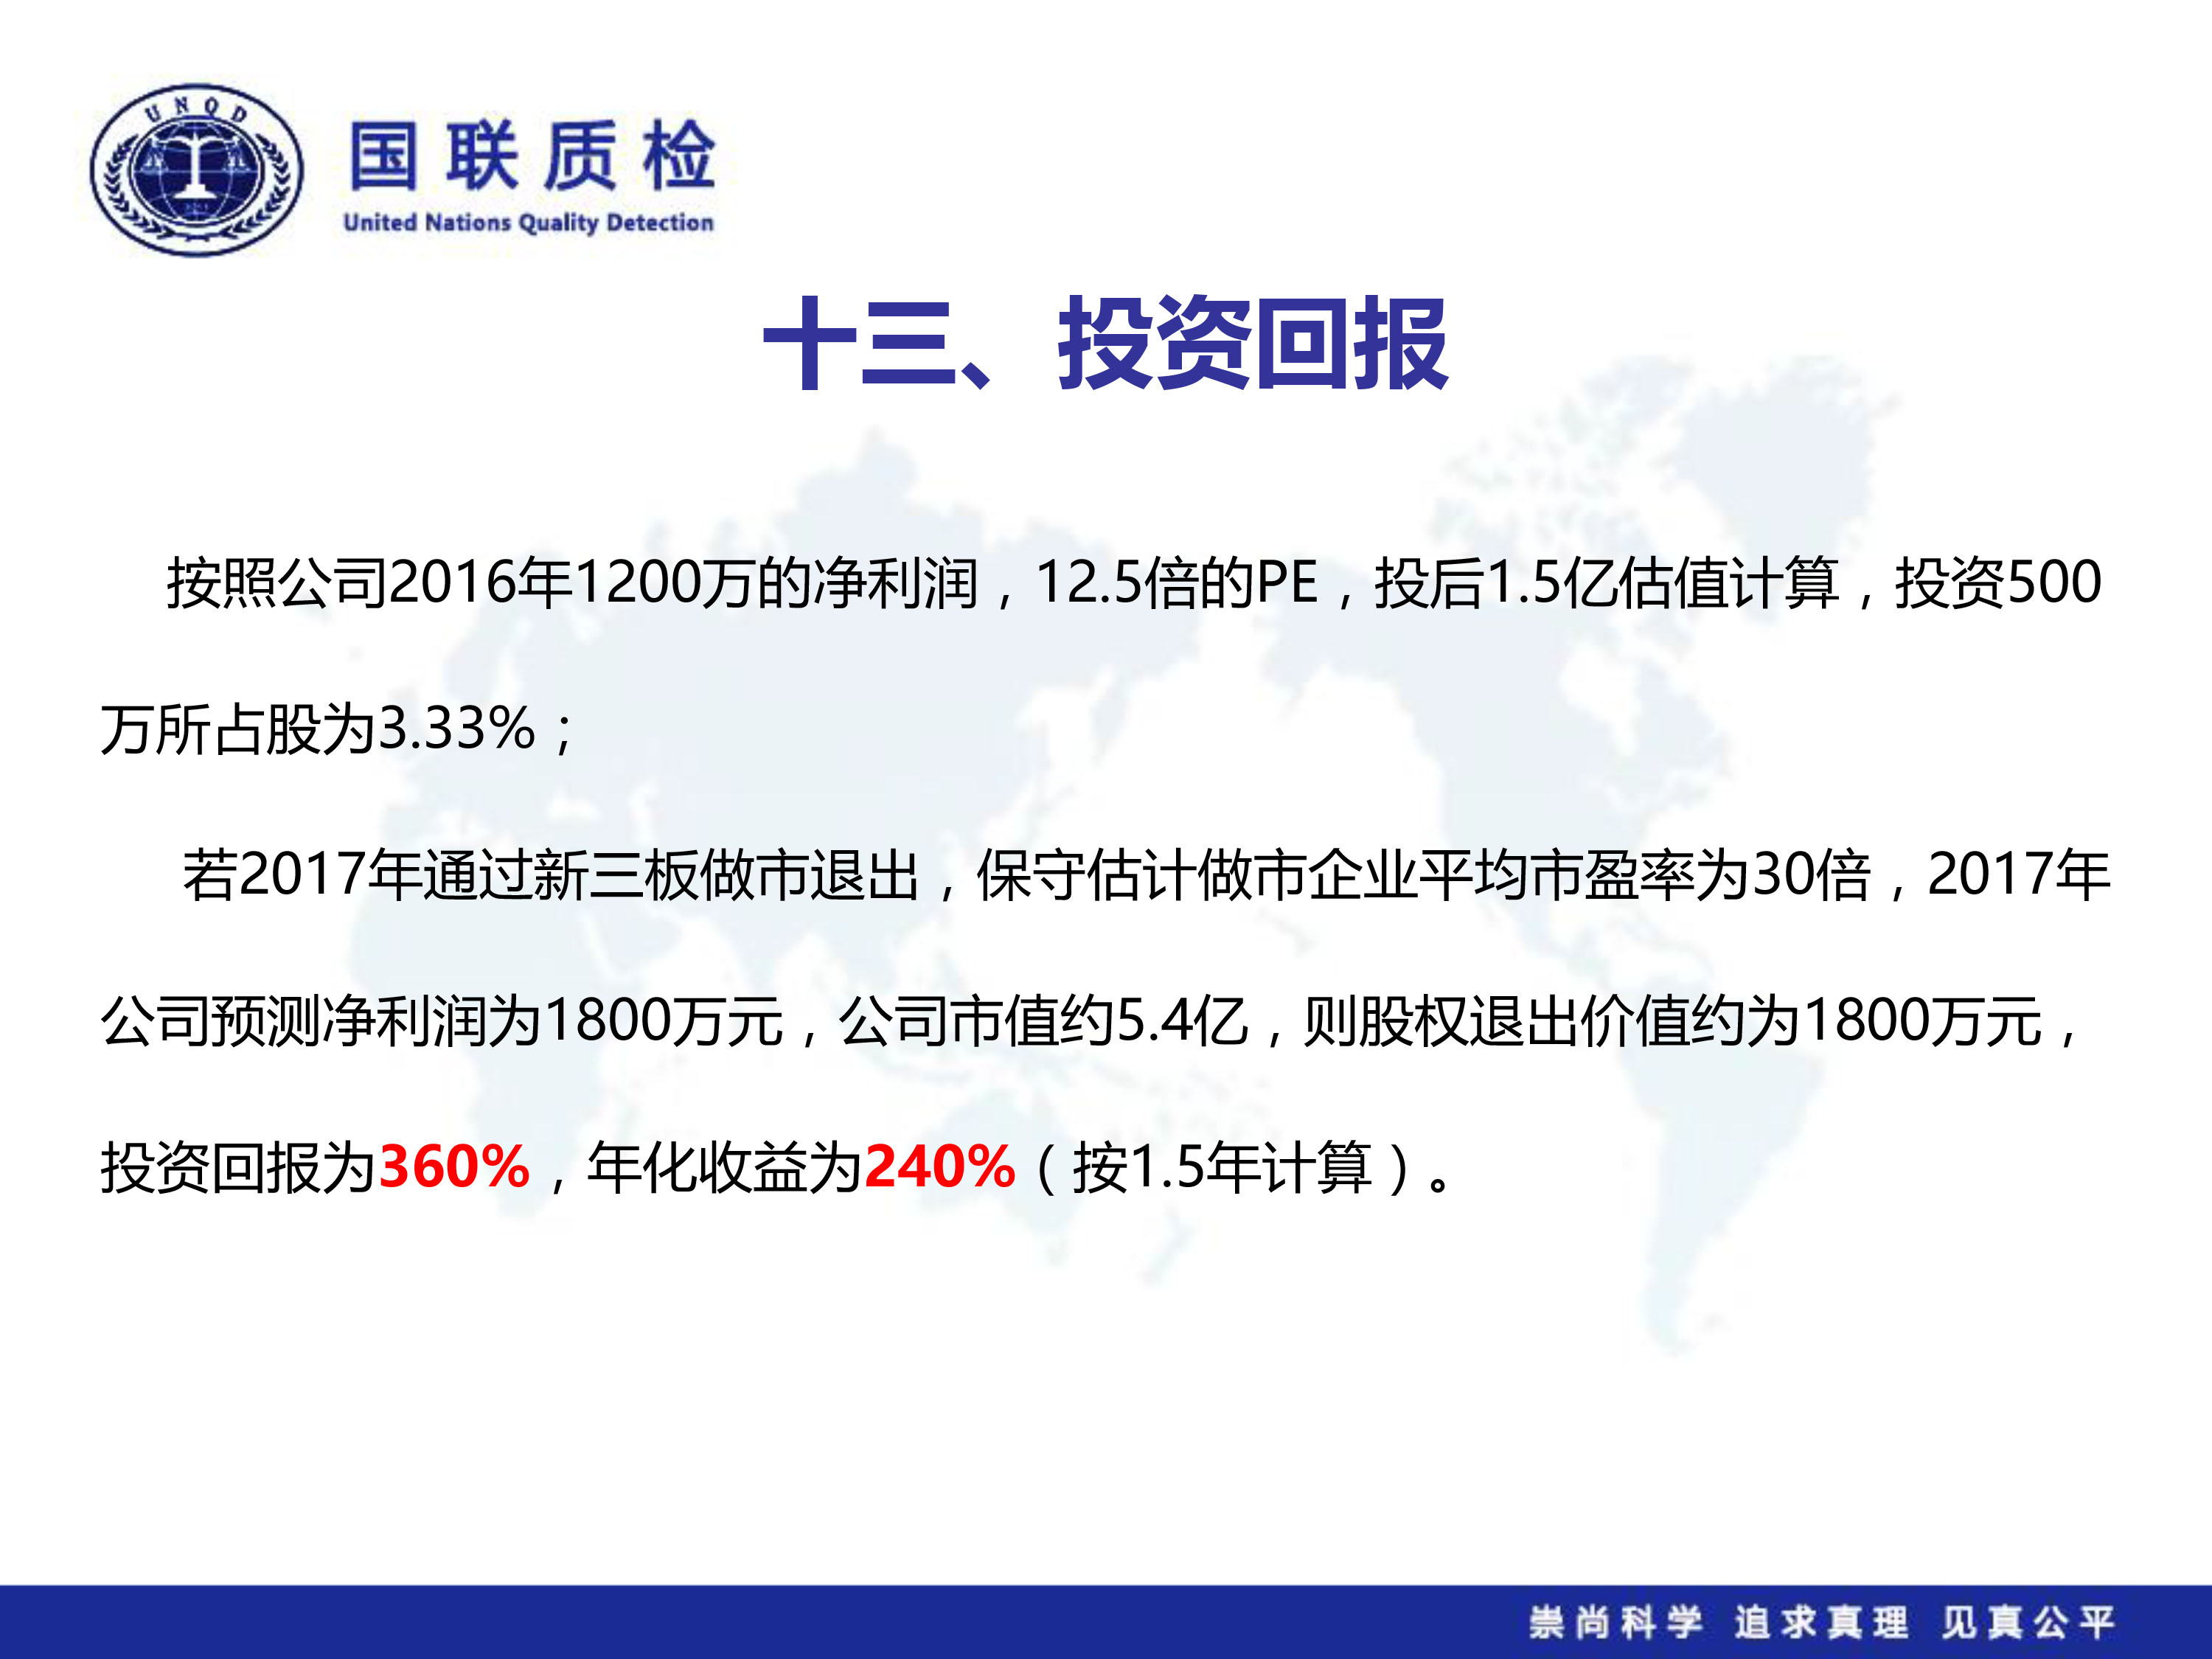 UNQD
国联质检
United Nations Quality Detection
十三、投资回报
按照公司2016年1200万的净利润，12.5倍的PE，投后1.5亿估值计算，投资500
万所占股为3.33%；
若2017年通过新三板做市退出，保守估计做市企业平均市盈率为30倍，2017年
公司预测净利润为1800万元，公司市值约5.4亿，则股权退出价值约为1800万元，
投资回报为360%，年化收益为240%（按1.5年计算）。
崇尚科学 追求真理 见真公平